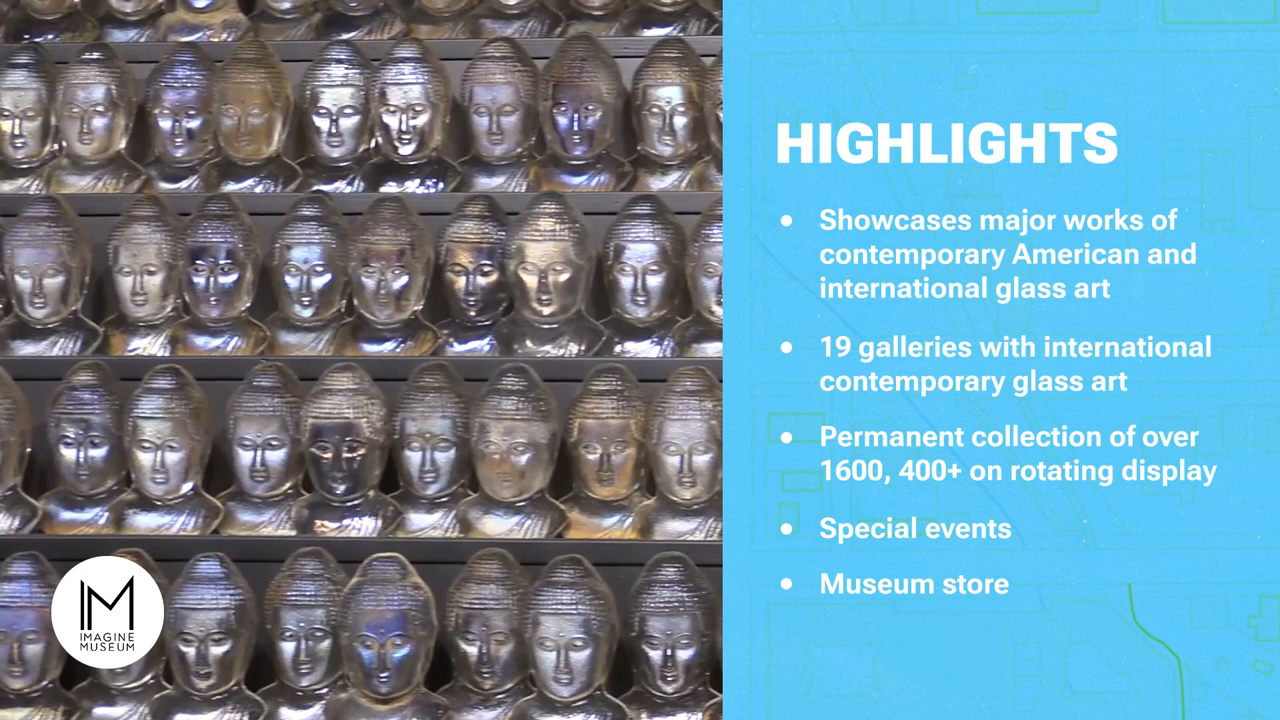 HIGHLIGHTS
• Showcases major works of
contemporary American and
international glass art
• 19 galleries with international
contemporary glass art
• Permanent collection of over
1600, 400+ on rotating display
• Special events
• Museum store
IM
IMAGINE
MUSEUM